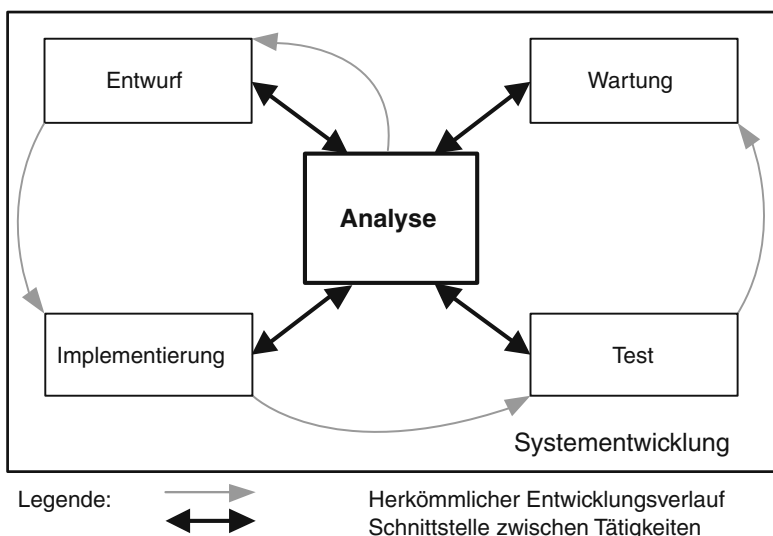 Entwurf
Wartung
Analyse
Implementierung
Test
Systementwicklung
Legende:
Herkömmlicher Entwicklungsverlauf
Schnittstelle zwischen Tätigkeiten